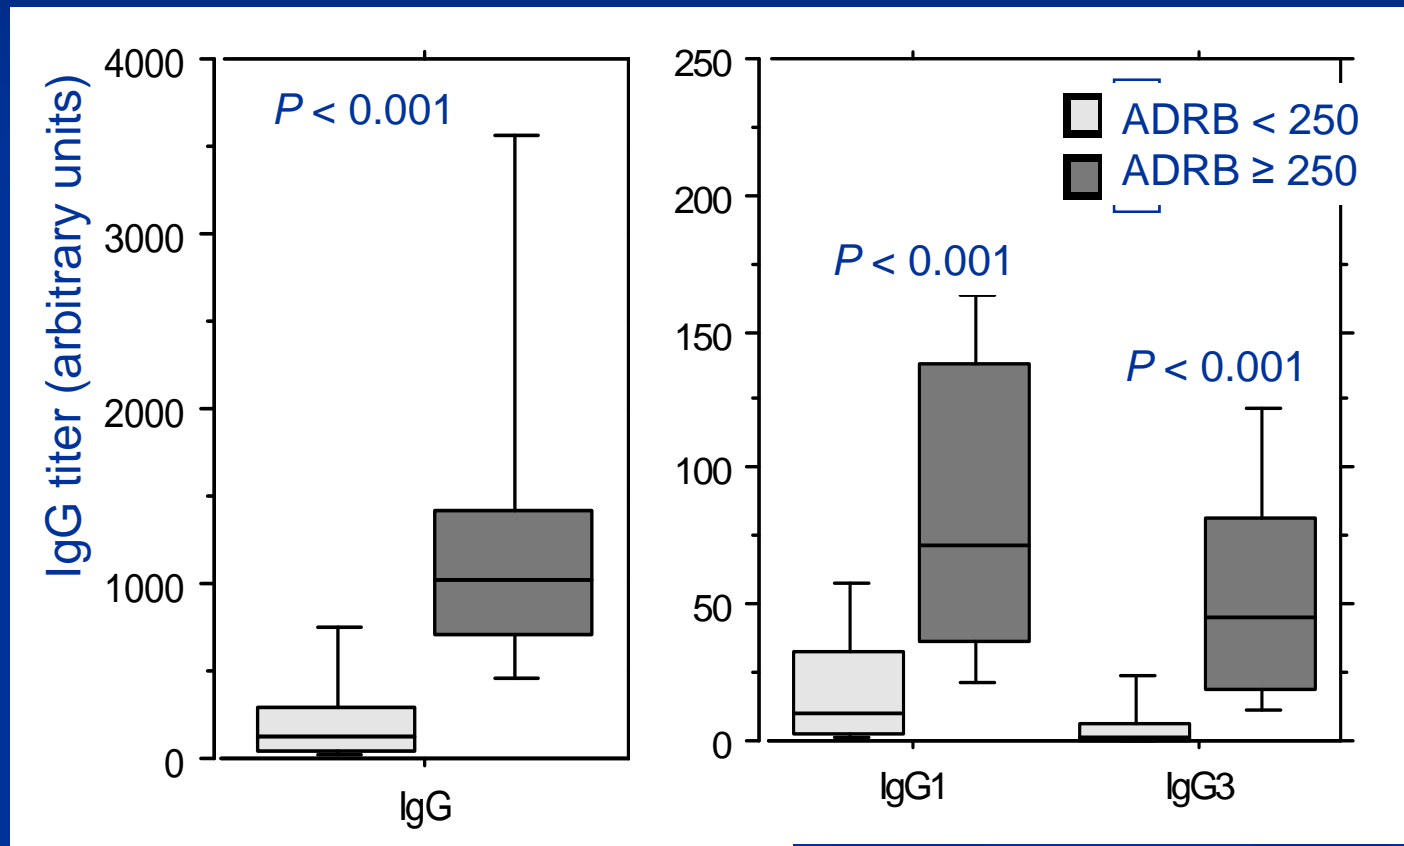 IgG titer (arbitrary units)
4000
3000
2000
1000
0
P < 0.001
IgG
250
200
150
100
50
0
ADRB < 250
ADRB ≥ 250
P < 0.001
P < 0.001
IgG1
IgG3